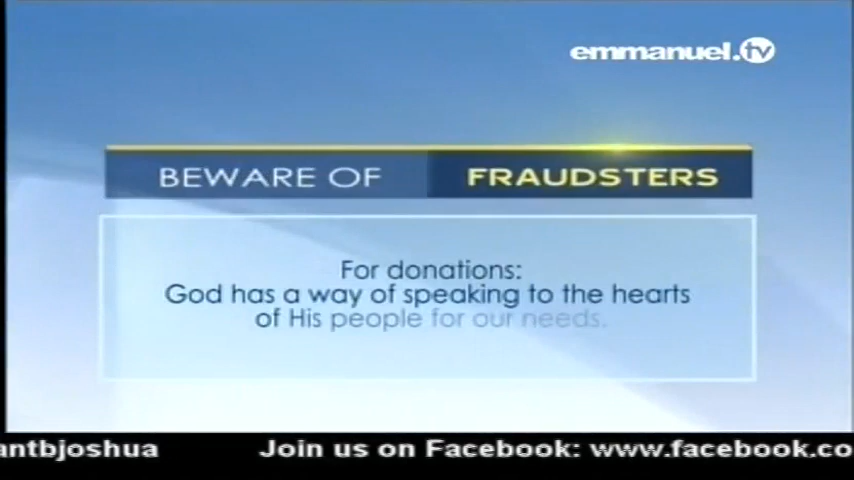 emmanuel.tv
BEWARE OF FRAUDSTERS
For donations:
God has a way of speaking to the hearts
of His people for our needs.
antbjoshua Join us on Facebook: www.facebook.co